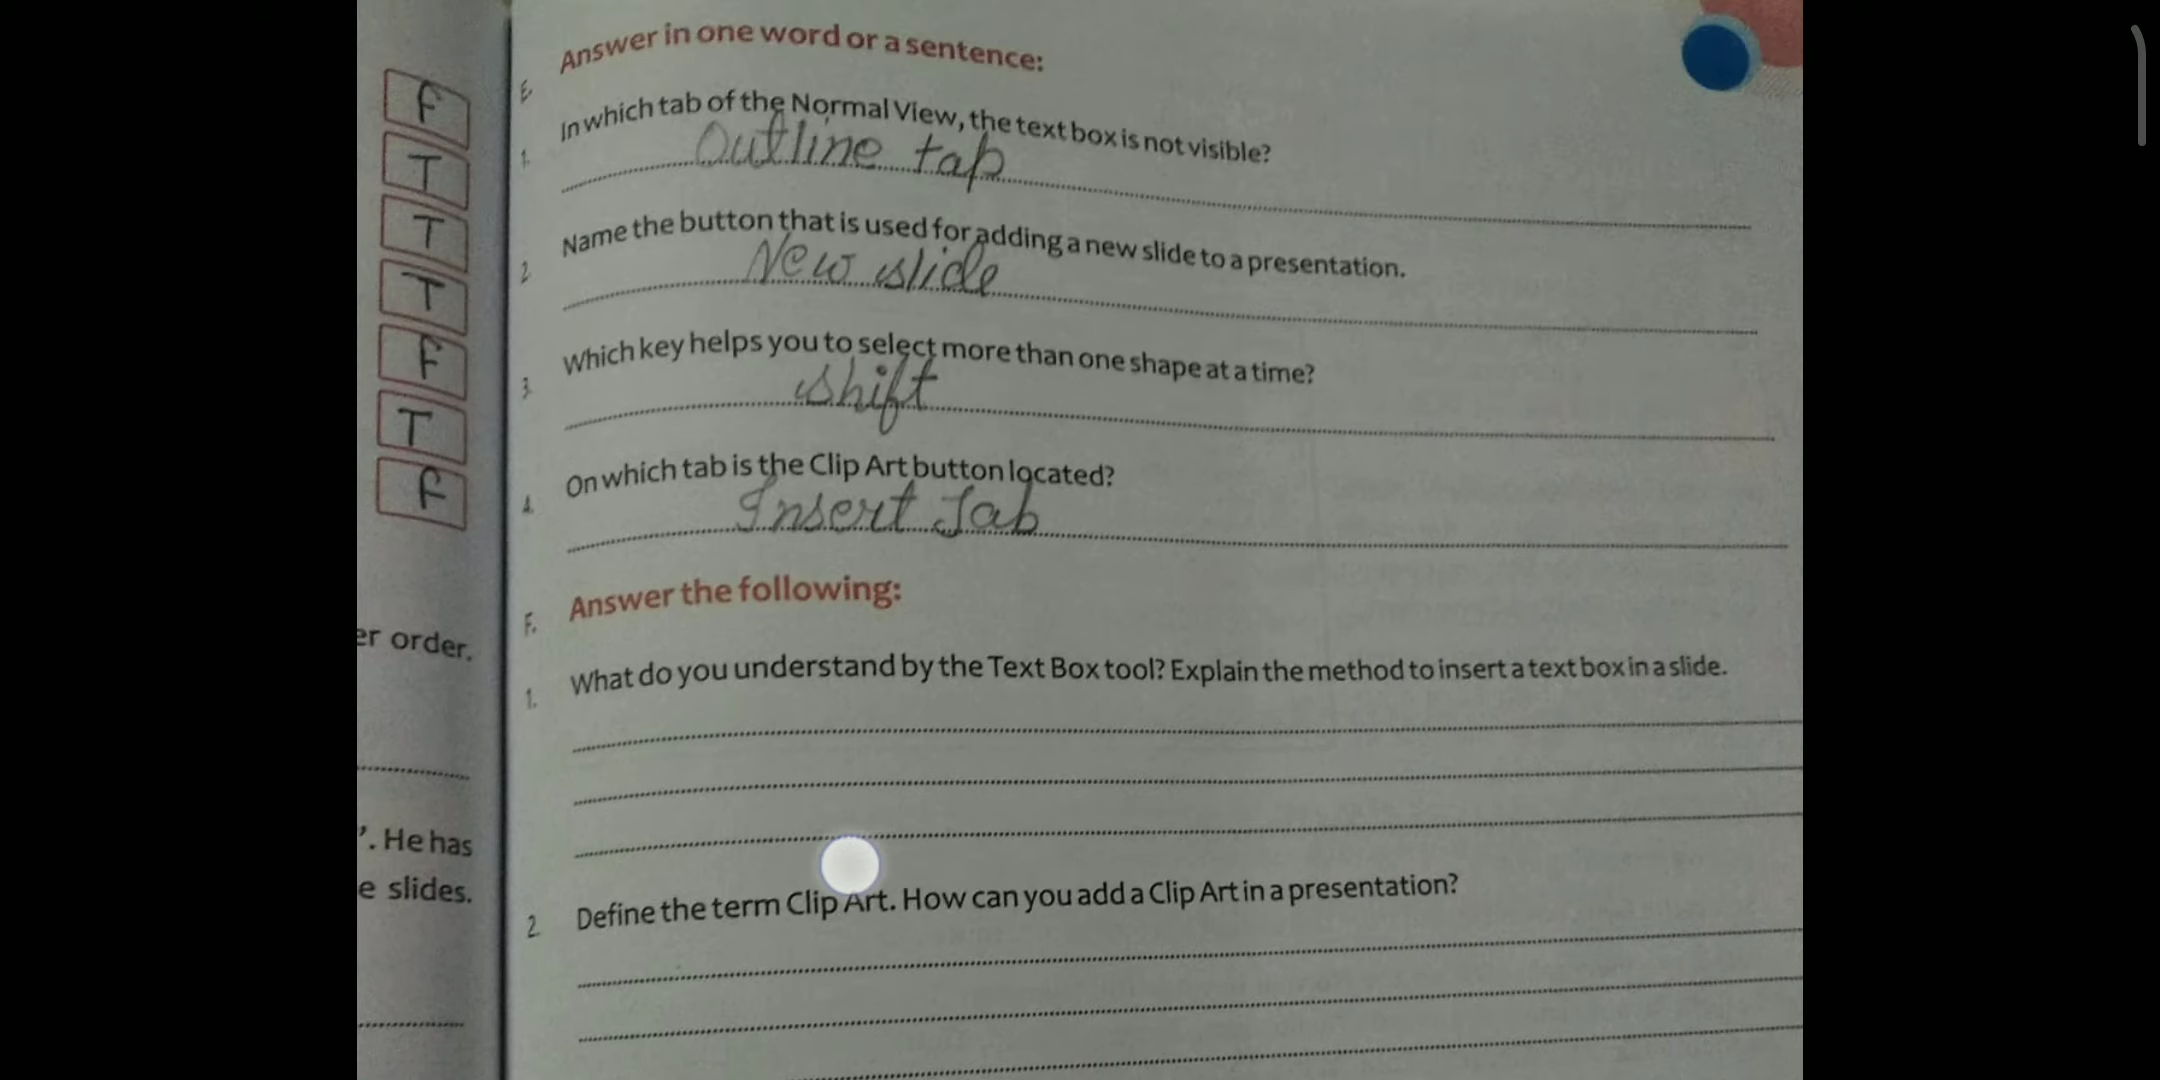 F
T
T
T
F
T
F
er order.
'. He has
e slides.
E. Answer in one word or a sentence:
1. In which tab of the Normal View, the text box is not visible?
Outline tab
2. Name the button that is used for adding a new slide to a presentation.
New slide
3. Which key helps you to select more than one shape at a time?
Shift
4. On which tab is the Clip Art button located?
Insert Tab
F. Answer the following:
1. What do you understand by the Text Box tool? Explain the method to insert a text box in a slide.
2. Define the term Clip Art. How can you add a Clip Art in a presentation?